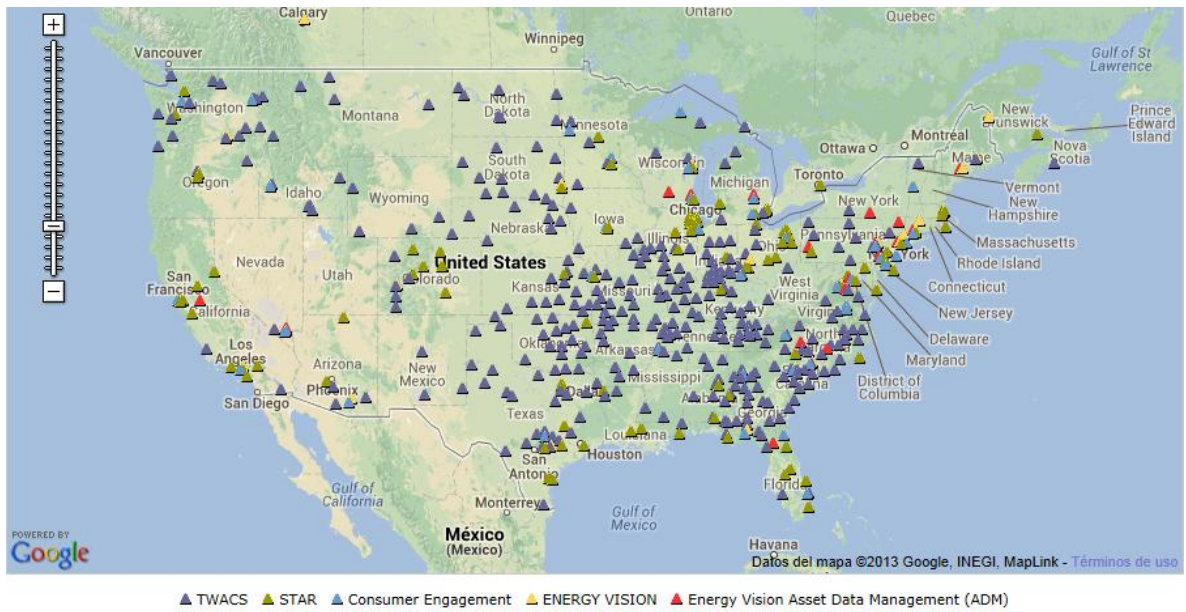 Calgary
Ontario
Quebec
Vancouver
Winnipeg
Gulf of St Lawrence
Washington
Montana
North Dakota
Minnesota
New Brunswick
Prince Edward Island
Ottawa
Montréal
Nova Scotia
Maine
Oregon
Idaho
Wyoming
South Dakota
Wisconsin
Michigan
Toronto
Vermont
New Hampshire
New York
Massachusetts
Rhode Island
Connecticut
Nebraska
Iowa
Chicago
Illinois
Ohio
Pennsylvania
Nevada
Utah
Colorado
United States
Kansas
Missouri
West Virginia
Virginia
New Jersey
Delaware
Maryland
District of Columbia
San Francisco
California
Los Angeles
San Diego
Arizona
Phoenix
New Mexico
Arkansas
Mississippi
North
Georgia
Dallas
Texas
Louisiana
Houston
San Antonio
Florida
Gulf of California
Monterrey
Gulf of Mexico
México
(Mexico)
Havana
POWERED BY
Google
Datos del mapa ©2013 Google, INEGI, MapLink - Términos de uso
TWACS STAR Consumer Engagement ENERGY VISION Energy Vision Asset Data Management (ADM)